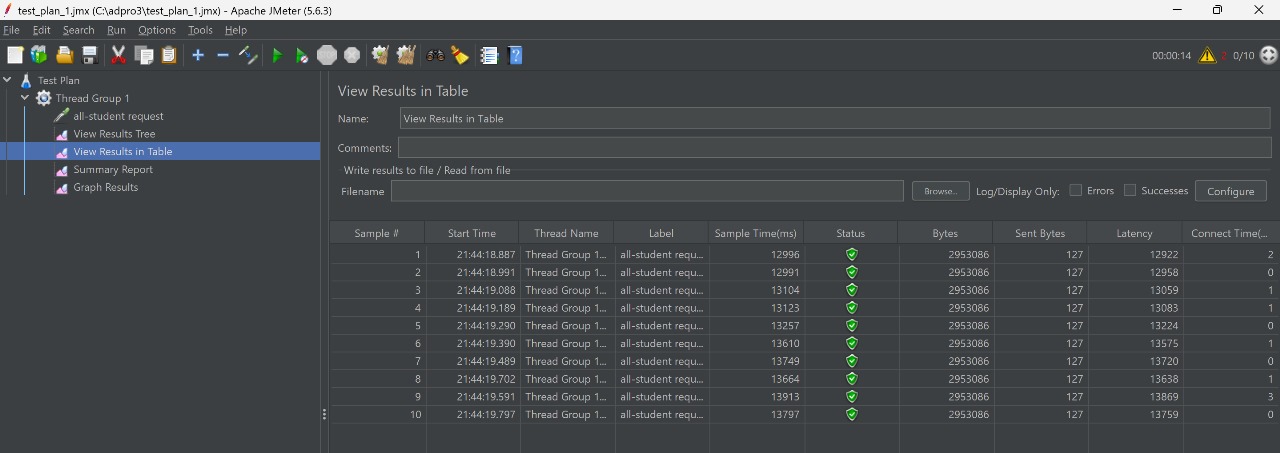 test_plan_1.jmx (C:\adpro3\test_plan_1.jmx) - Apache JMeter (5.6.3)
File Edit Search Run Options Tools Help
00:00:14 2 0/10
Test Plan
Thread Group 1
all-student request
View Results Tree
View Results in Table
Summary Report
Graph Results
View Results in Table
Name: View Results in Table
Comments:
Write results to file / Read from file
Filename Browse... Log/Display Only: Errors Successes Configure
Sample # Start Time Thread Name Label Sample Time(ms) Status Bytes Sent Bytes Latency Connect Time(...
1 21:44:18.887 Thread Group 1... all-student requ... 12996 2953086 127 12922 2
2 21:44:18.991 Thread Group 1... all-student requ... 12991 2953086 127 12958 0
3 21:44:19.088 Thread Group 1... all-student requ... 13104 2953086 127 13059 1
4 21:44:19.189 Thread Group 1... all-student requ... 13123 2953086 127 13083 1
5 21:44:19.290 Thread Group 1... all-student requ... 13257 2953086 127 13224 0
6 21:44:19.390 Thread Group 1... all-student requ... 13610 2953086 127 13575 1
7 21:44:19.489 Thread Group 1... all-student requ... 13749 2953086 127 13720 0
8 21:44:19.702 Thread Group 1... all-student requ... 13664 2953086 127 13638 1
9 21:44:19.591 Thread Group 1... all-student requ... 13913 2953086 127 13869 3
10 21:44:19.797 Thread Group 1... all-student requ... 13797 2953086 127 13759 0